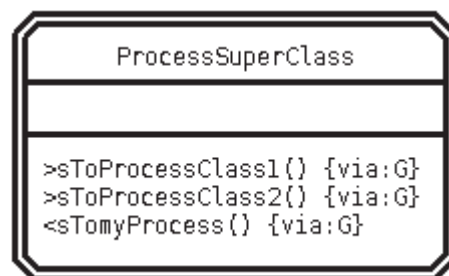 ProcessSuperClass
>sToProcessClass1() {via:G}
>sToProcessClass2() {via:G}
<sTomyProcess() {via:G}